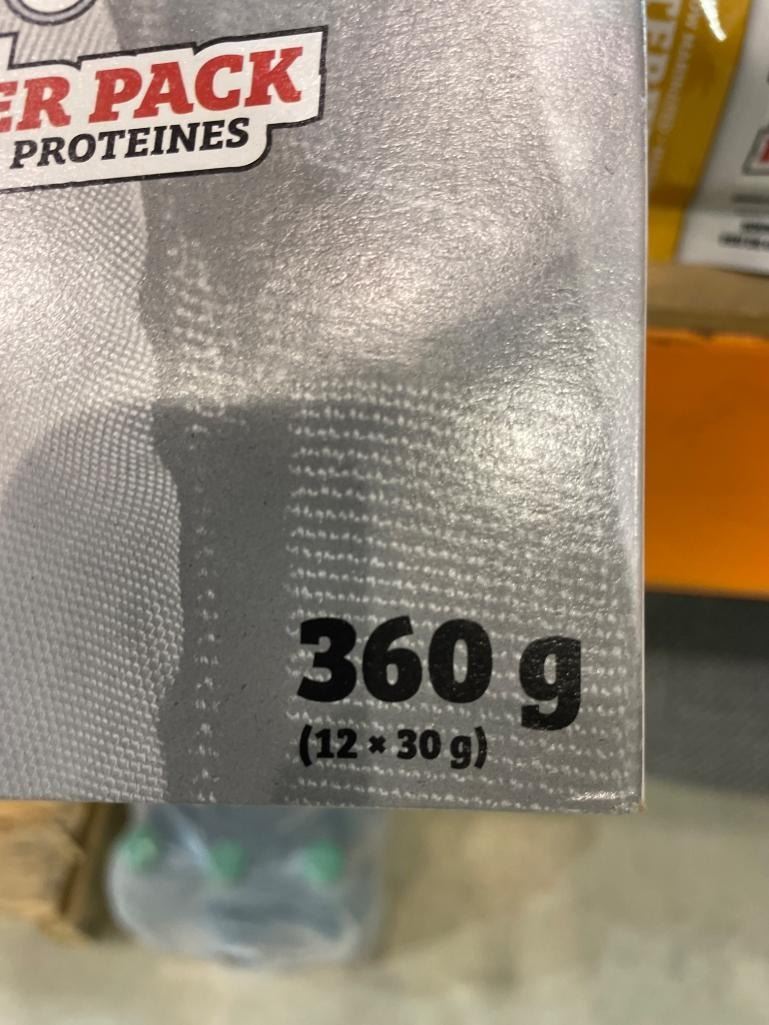 ER PACK
PROTEINES
360 g
(12 × 30 g)